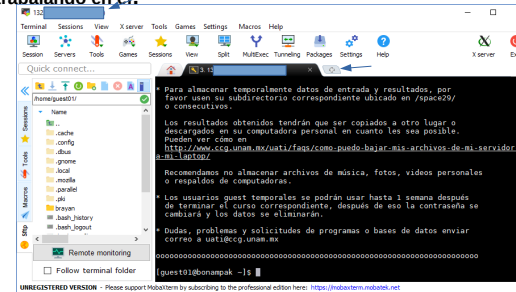 trabajando en él.
132
Terminal Sessions View X server Tools Games Settings Macros Help
Session Servers Tools Games Sessions View Split MultiExec Tunneling Packages Settings Help X server
Quick connect...
3. 13
/home/guest01/
Name
..
.cache
.config
.dbus
.gnome
.local
.mozilla
.parallel
.pki
brayan
.bash_history
.bash_logout
Sessions
Tools
Macros
Sftp
Remote monitoring
Follow terminal folder
* Para almacenar temporalmente datos de entrada y resultados, por
favor usen su subdirectorio correspondiente ubicado en /space29/
o consecutivos.
Los resultados obtenidos tendrán que ser copiados a otro lugar o
descargados en su computadora personal en cuanto les sea posible.
Pueden ver cómo en
http://www.ccg.unam.mx/uati/faqs/como-puedo-bajar-mis-archivos-de-mi-servidor-
a-mi-laptop/
Recomendamos no almacenar archivos de música, fotos, videos personales
o respaldos de computadoras.
* Los usuarios guest temporales se podrán usar hasta 1 semana después
de terminar el curso correspondiente, después de eso la contraseña se
cambiará y los datos se eliminarán.
* Dudas, problemas y solicitudes de programas o bases de datos enviar
correo a uati@ccg.unam.mx
[guest01@bonampak ~]$
UNREGISTERED VERSION - Please support MobaXterm by subscribing to the professional edition here: https://mobaxterm.mobatek.net